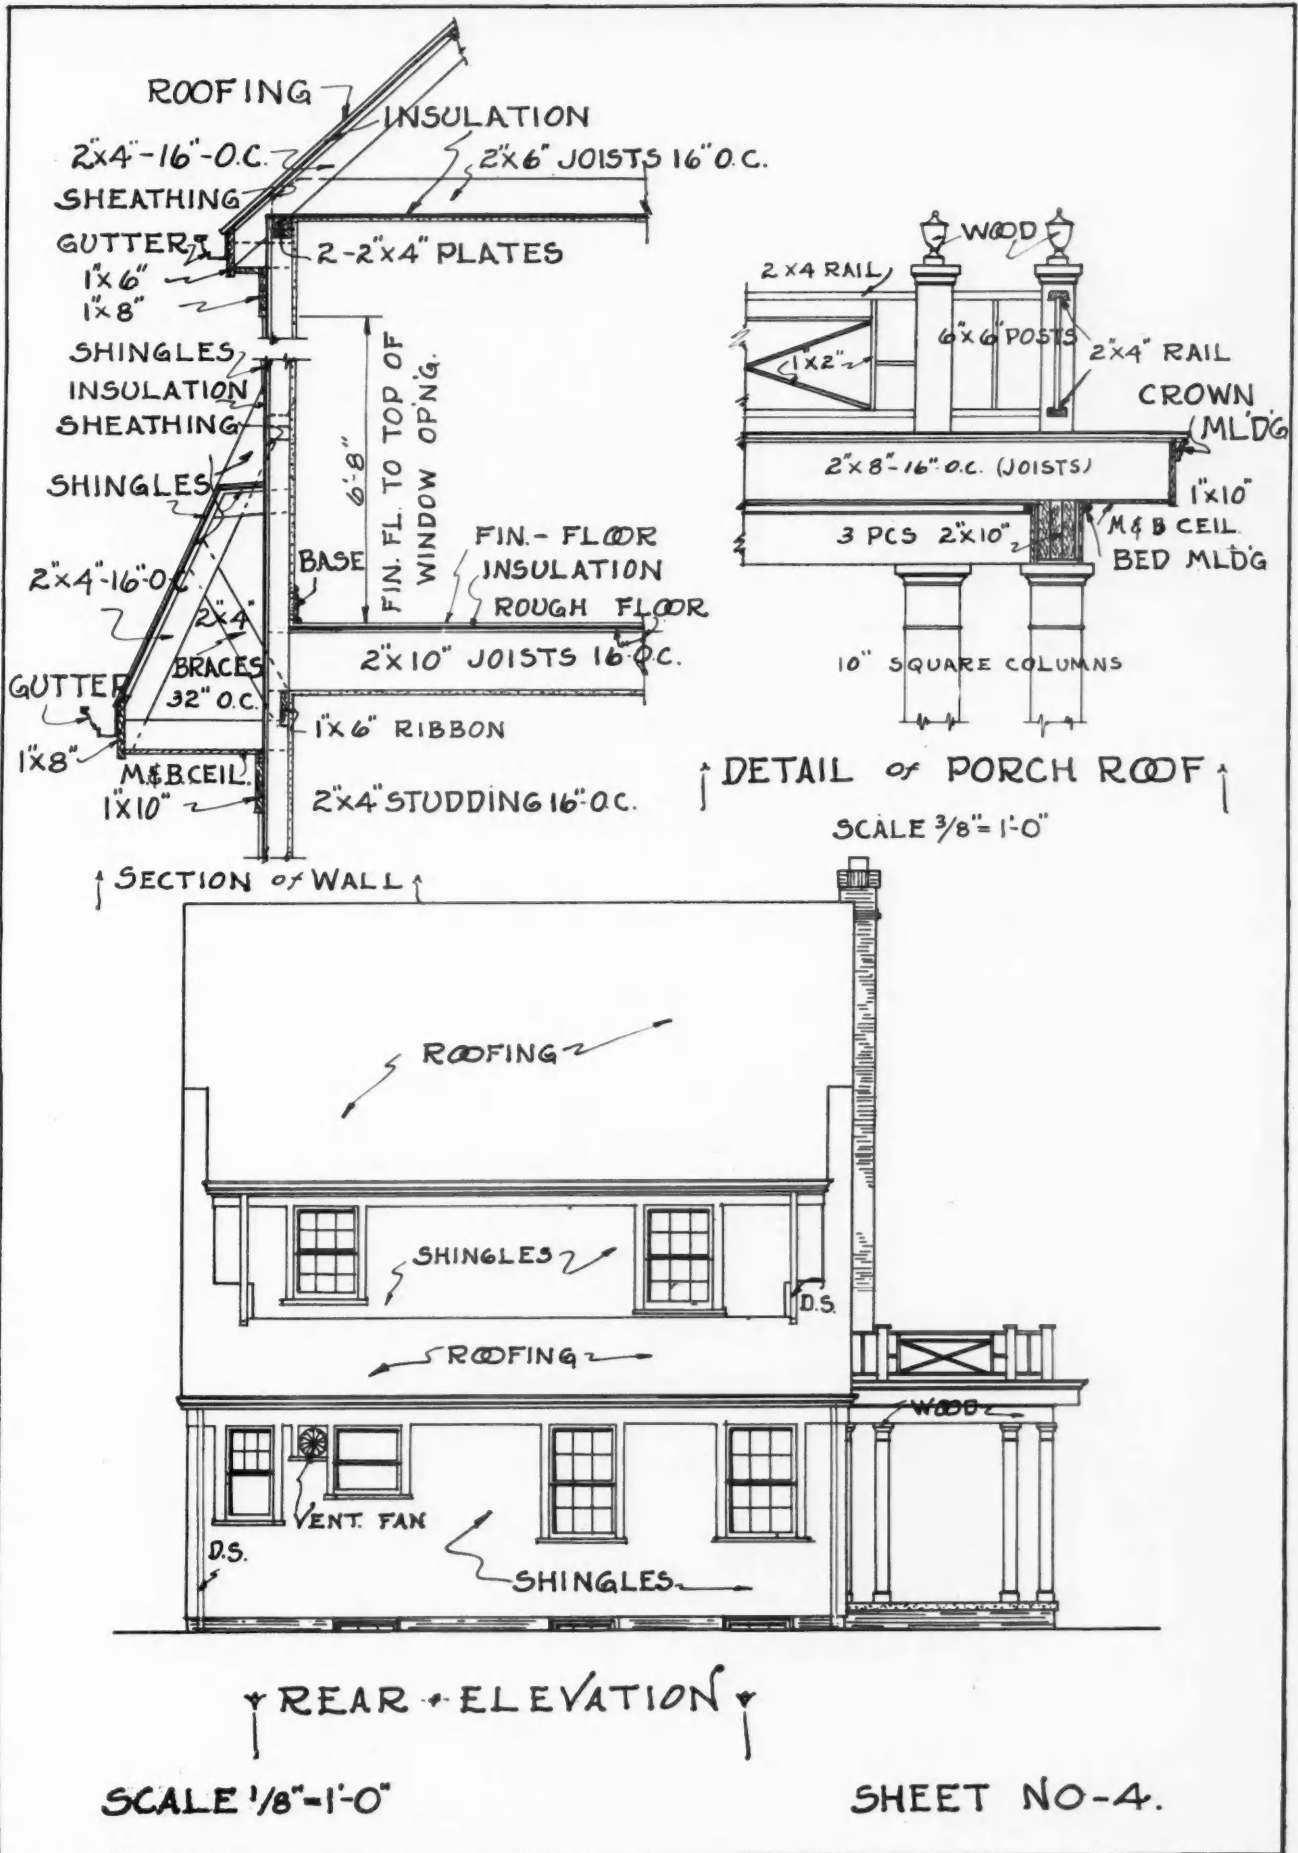 ROOFING
INSULATION
2"x4"-16"-O.C.
2"x6" JOISTS 16" O.C.
SHEATHING
GUTTER
2-2"x4" PLATES
1"x6"
1"x8"
SHINGLES
INSULATION
SHEATHING
SHINGLES
6'-8"
FIN. FL. TO TOP OF
WINDOW OP'N'G.
BASE
FIN.-FLOOR
INSULATION
ROUGH FLOOR
2"x4"-16"-O.C
2"x4"
BRACES
32" O.C.
2"x10" JOISTS 16"-O.C.
GUTTER
1"x6" RIBBON
1"x8"
M.& B. CEIL.
1"x10"
2"x4" STUDDING 16"-O.C.
SECTION of WALL
WOOD
2x4 RAIL
6"x6" POSTS
1"x2"
2"x4" RAIL
CROWN
ML'D'G
2"x8"-16"-O.C. (JOISTS)
1"x10"
3 PCS 2"x10"
M & B CEIL.
BED MLD'G
10" SQUARE COLUMNS
DETAIL of PORCH ROOF
SCALE 3/8" = 1'-0"
ROOFING
SHINGLES
D.S.
ROOFING
WOOD
VENT. FAN
D.S.
SHINGLES
REAR - ELEVATION
SCALE 1/8"=1'-0"
SHEET NO-4.